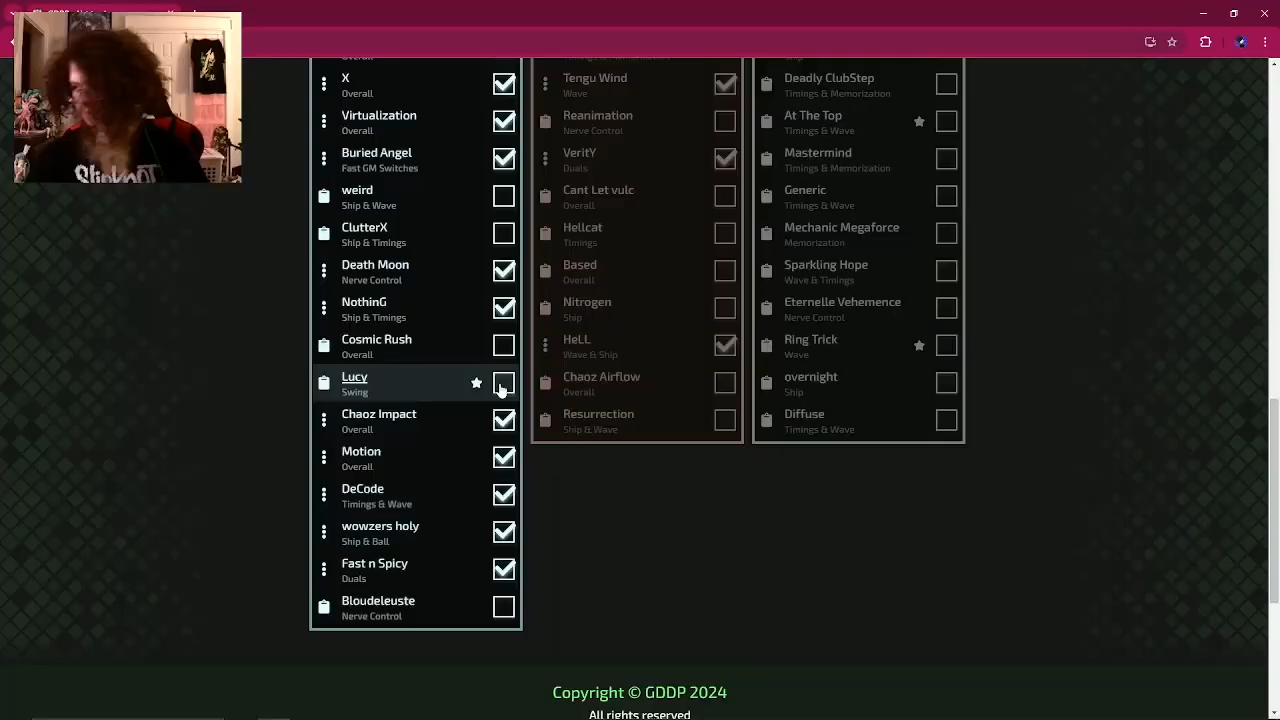 Slipknot
X
Overall
Virtualization
Overall
Buried Angel
Fast GM Switches
weird
Ship & Wave
ClutterX
Ship & Timings
Death Moon
Nerve Control
NothinG
Ship & Timings
Cosmic Rush
Overall
Lucy
Swing
Chaoz Impact
Overall
Motion
Overall
DeCode
Timings & Wave
wowzers holy
Ship & Ball
Fast n Spicy
Duals
Bloudeleuste
Nerve Control
Tengu Wind
Wave
Reanimation
Nerve Control
VeritY
Duals
Cant Let vulc
Overall
Hellcat
Timings
Based
Overall
Nitrogen
Ship
HeLL
Wave & Ship
Chaoz Airflow
Overall
Resurrection
Ship & Wave
Deadly ClubStep
Timings & Memorization
At The Top
Timings & Wave
Mastermind
Timings & Memorization
Generic
Timings & Wave
Mechanic Megaforce
Memorization
Sparkling Hope
Wave & Timings
Eternelle Vehemence
Nerve Control
Ring Trick
Wave
overnight
Ship
Diffuse
Timings & Wave
Copyright © GDDP 2024
All rights reserved